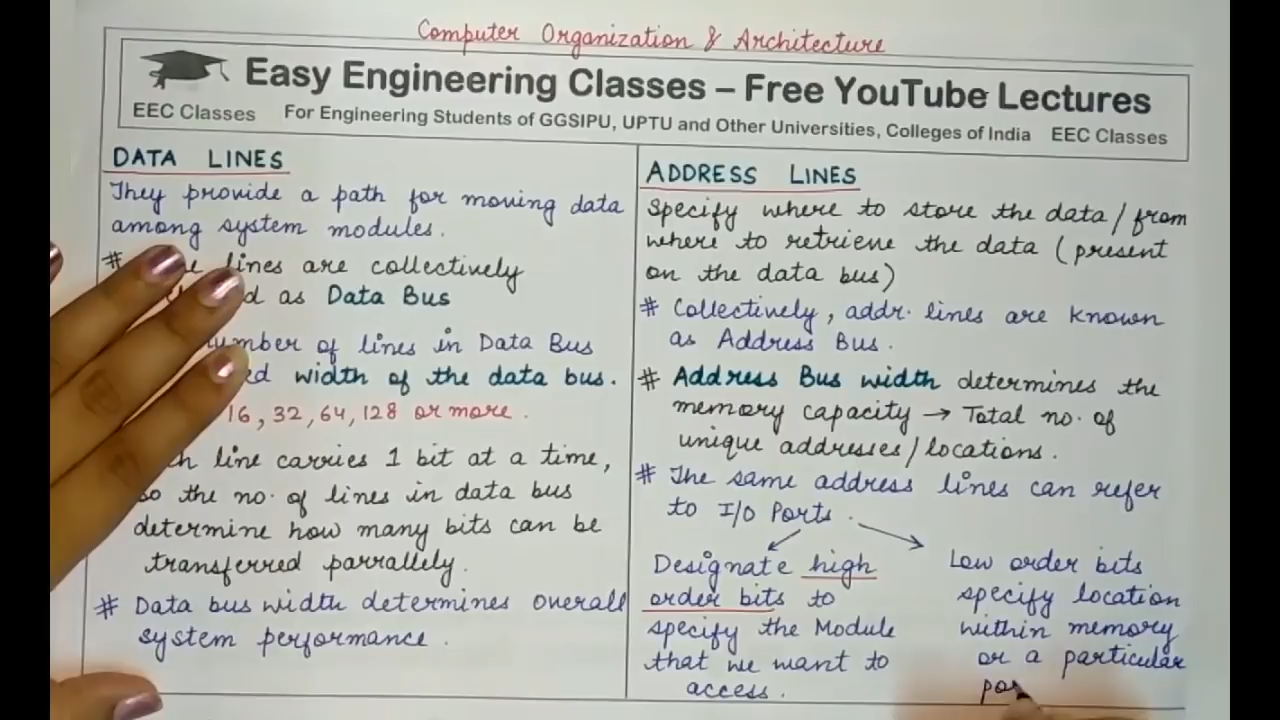 Computer Organization & Architecture
Easy Engineering Classes – Free YouTube Lectures
EEC Classes For Engineering Students of GGSIPU, UPTU and Other Universities, Colleges of India EEC Classes
DATA LINES
They provide a path for moving data
among system modules.
# lines are collectively
as Data Bus
number of lines in Data Bus
width of the data bus.
16, 32, 64, 128 or more.
line carries 1 bit at a time,
so the no. of lines in data bus
determine how many bits can be
transferred parrallely.
# Data bus width determines overall
system performance.
ADDRESS LINES
Specify where to store the data / from
where to retrieve the data (present
on the data bus)
# Collectively, addr. lines are known
as Address Bus.
# Address Bus width determines the
memory capacity → Total no. of
unique addresses/locations.
# The same address lines can refer
to I/O Ports.
Designate high
order bits to
specify the Module
that we want to
access.
Low order bits
specify location
within memory
or a particular